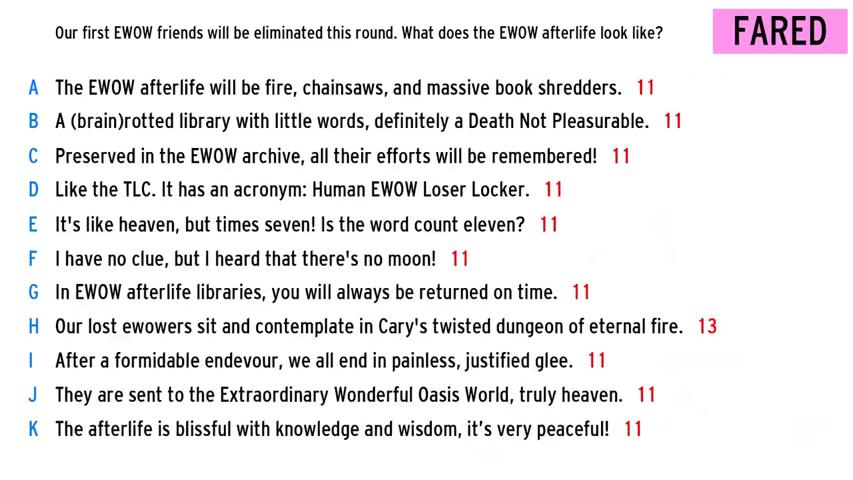 Our first EWOW friends will be eliminated this round. What does the EWOW afterlife look like?
FARED
A The EWOW afterlife will be fire, chainsaws, and massive book shredders. 11
B A (brain)rotted library with little words, definitely a Death Not Pleasurable. 11
C Preserved in the EWOW archive, all their efforts will be remembered! 11
D Like the TLC. It has an acronym: Human EWOW Loser Locker. 11
E It's like heaven, but times seven! Is the word count eleven? 11
F I have no clue, but I heard that there's no moon! 11
G In EWOW afterlife libraries, you will always be returned on time. 11
H Our lost ewowers sit and contemplate in Cary's twisted dungeon of eternal fire. 13
I After a formidable endevour, we all end in painless, justified glee. 11
J They are sent to the Extraordinary Wonderful Oasis World, truly heaven. 11
K The afterlife is blissful with knowledge and wisdom, it’s very peaceful! 11